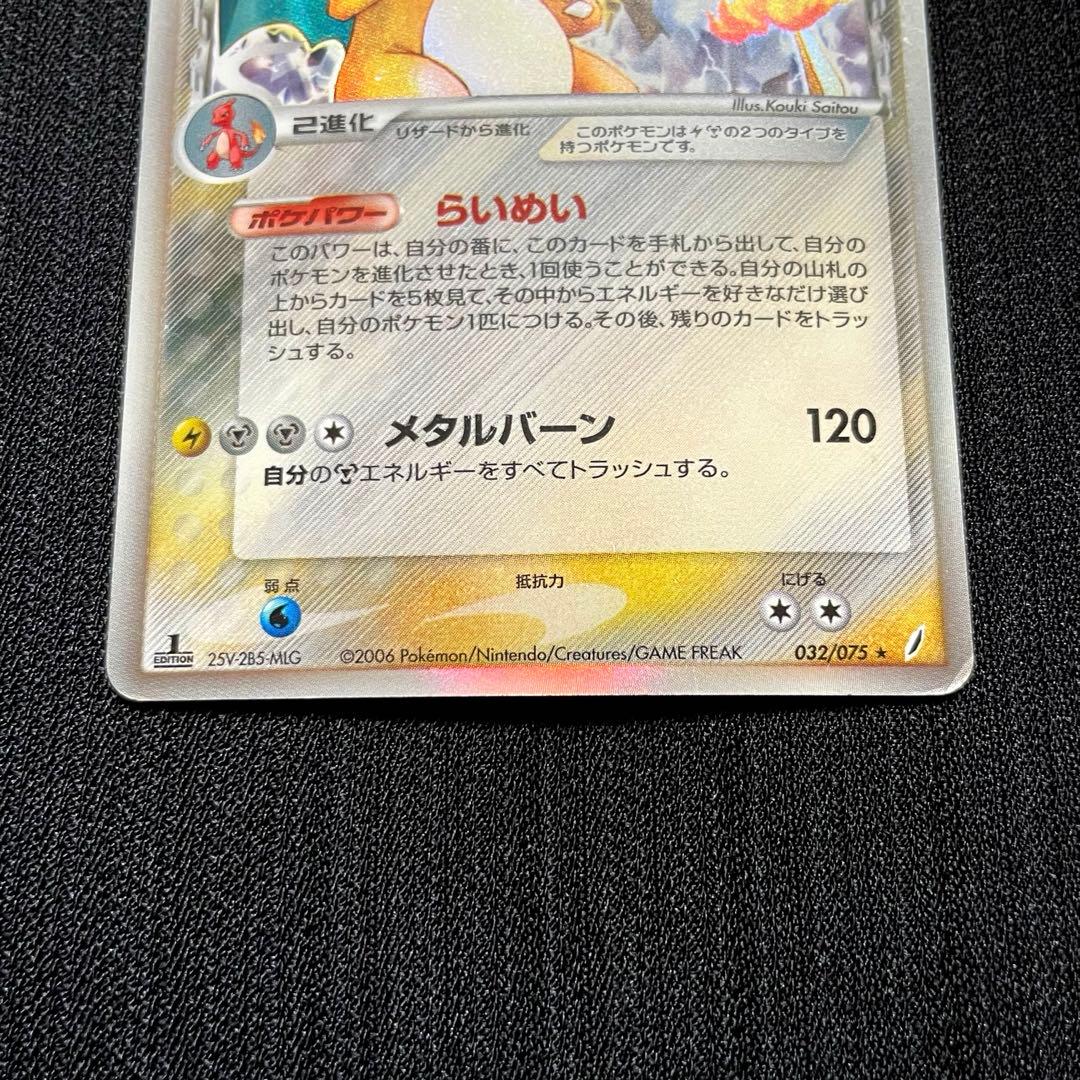 Illus.Kouki Saitou
2進化 リザードから進化
このポケモンはとの2つのタイプを
持つポケモンです。
ポケパワー らいめい
このパワーは、自分の番に、このカードを手札から出して、自分の
ポケモンを進化させたとき、1回使うことができる。自分の山札の
上からカードを5枚見て、その中からエネルギーを好きなだけ選び
出し、自分のポケモン1匹につける。その後、残りのカードをトラッ
シュする。
メタルバーン 120
自分のエネルギーをすべてトラッシュする。
弱点 抵抗力 にげる
1
EDITION 25V-2B5-MLG ©2006 Pokémon/Nintendo/Creatures/GAME FREAK 032/075 ★